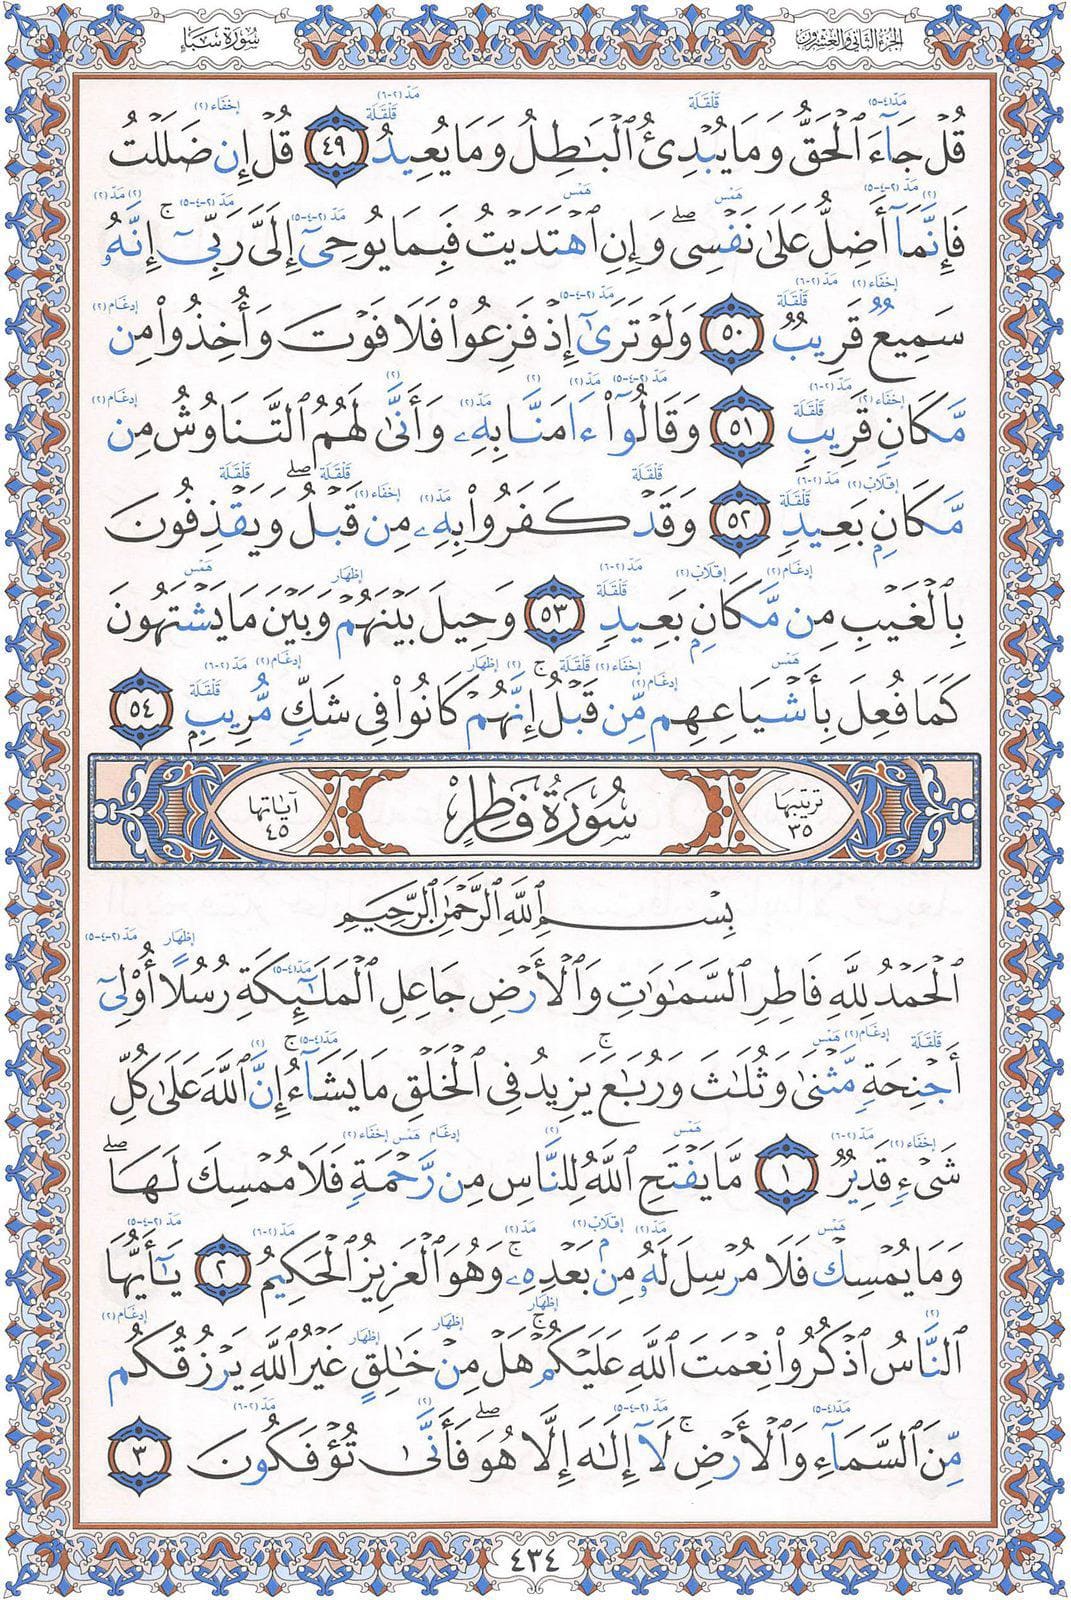 الجزء الثاني والعشرون
سورة سبأ
قُلْ جَآءَ ٱلْحَقُّ وَمَا يُبْدِئُ ٱلْبَـٰطِلُ وَمَا يُعِيدُ ٤٩ قُلْ إِن ضَلَلْتُ
فَإِنَّمَآ أَضِلُّ عَلَىٰ نَفْسِى ۖ وَإِنِ ٱهْتَدَيْتُ فَبِمَا يُوحِىٓ إِلَىَّ رَبِّىٓ ۚ إِنَّهُۥ
سَمِيعٌ قَرِيبٌ ٥٠ وَلَوْ تَرَىٰٓ إِذْ فَزِعُوا۟ فَلَا فَوْتَ وَأُخِذُوا۟ مِن
مَّكَانٍ قَرِيبٍ ٥١ وَقَالُوٓا۟ ءَامَنَّا بِهِۦ وَأَنَّىٰ لَهُمُ ٱلتَّنَاوُشُ مِن
مَّكَانٍۭ بَعِيدٍ ٥٢ وَقَدْ كَفَرُوا۟ بِهِۦ مِن قَبْلُ ۖ وَيَقْذِفُونَ
بِٱلْغَيْبِ مِن مَّكَانٍۭ بَعِيدٍ ٥٣ وَحِيلَ بَيْنَهُمْ وَبَيْنَ مَا يَشْتَهُونَ
كَمَا فُعِلَ بِأَشْيَاعِهِم مِّن قَبْلُ ۚ إِنَّهُمْ كَانُوا۟ فِى شَكٍّ مُّرِيبٍۭ ٥٤
ترتيبها ٣٥ سُورَةُ فَاطِرٍ آياتها ٤٥
بِسْمِ ٱللَّهِ ٱلرَّحْمَـٰنِ ٱلرَّحِيمِ
ٱلْحَمْدُ لِلَّهِ فَاطِرِ ٱلسَّمَـٰوَٰتِ وَٱلْأَرْضِ جَاعِلِ ٱلْمَلَـٰٓئِكَةِ رُسُلًا أُو۟لِىٓ
أَجْنِحَةٍ مَّثْنَىٰ وَثُلَـٰثَ وَرُبَـٰعَ ۚ يَزِيدُ فِى ٱلْخَلْقِ مَا يَشَآءُ ۚ إِنَّ ٱللَّهَ عَلَىٰ كُلِّ
شَىْءٍ قَدِيرٌ ١ مَّا يَفْتَحِ ٱللَّهُ لِلنَّاسِ مِن رَّحْمَةٍ فَلَا مُمْسِكَ لَهَا ۖ
وَمَا يُمْسِكْ فَلَا مُرْسِلَ لَهُۥ مِنۢ بَعْدِهِۦ ۚ وَهُوَ ٱلْعَزِيزُ ٱلْحَكِيمُ ٢ يَـٰٓأَيُّهَا
ٱلنَّاسُ ٱذْكُرُوا۟ نِعْمَتَ ٱللَّهِ عَلَيْكُمْ ۚ هَلْ مِنْ خَـٰلِقٍ غَيْرُ ٱللَّهِ يَرْزُقُكُم
مِّنَ ٱلسَّمَآءِ وَٱلْأَرْضِ ۚ لَآ إِلَـٰهَ إِلَّا هُوَ ۖ فَأَنَّىٰ تُؤْفَكُونَ ٣
٤٣٤